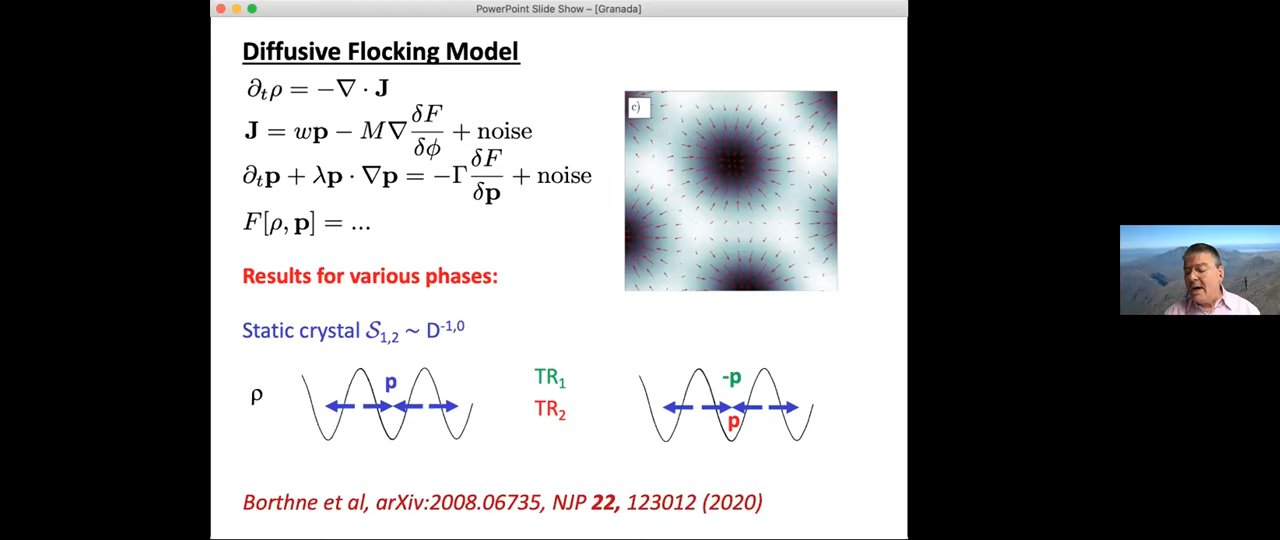 PowerPoint Slide Show – [Granada]
Diffusive Flocking Model
∂ₜρ = −∇ · J
J = wp − M∇ δF/δϕ + noise
∂ₜp + λp · ∇p = −Γ δF/δp + noise
F[ρ, p] = ...
c)
Results for various phases:
Static crystal 𝒮₁,₂ ~ D⁻¹,⁰
ρ
p
TR₁
TR₂
-p
p
Borthne et al, arXiv:2008.06735, NJP 22, 123012 (2020)